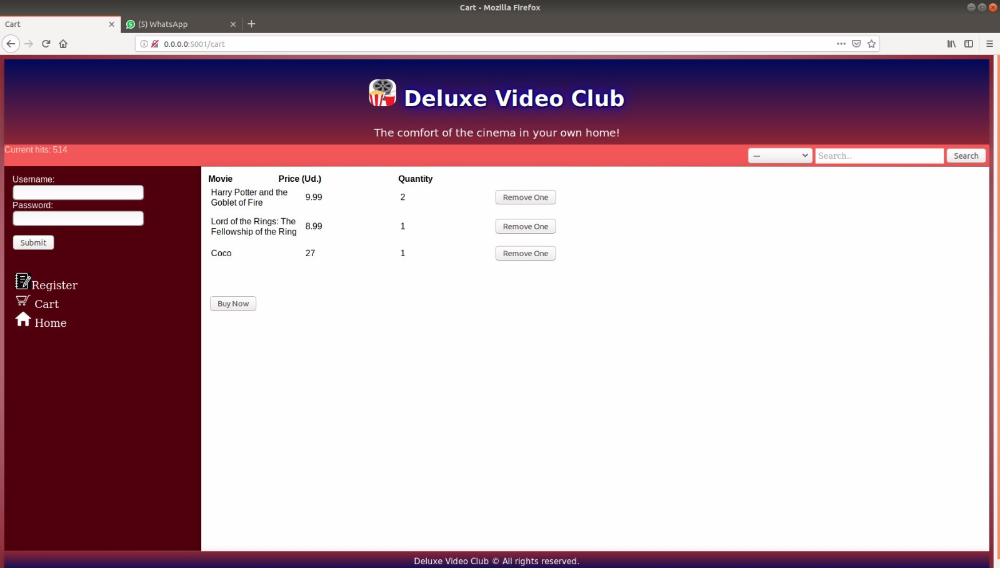 Cart - Mozilla Firefox
Cart
(5) WhatsApp
0.0.0.0:5001/cart
Deluxe Video Club
The comfort of the cinema in your own home!
Current hits: 514
---
Search..
Search
Username:
Password:
Submit
Register
Cart
Home
Movie Price (Ud.) Quantity
Harry Potter and the
Goblet of Fire
9.99 2 Remove One
Lord of the Rings: The
Fellowship of the Ring
8.99 1 Remove One
Coco 27 1 Remove One
Buy Now
Deluxe Video Club © All rights reserved.